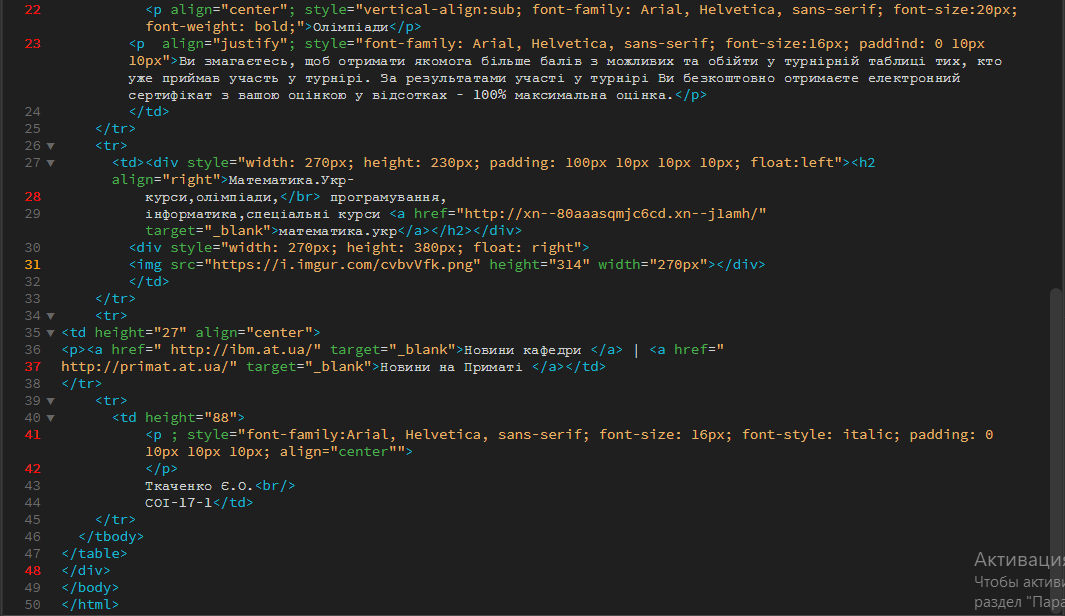 22 <p align="center"; style="vertical-align:sub; font-family: Arial, Helvetica, sans-serif; font-size:20px;
font-weight: bold;">Олімпіади</p>
23 <p  align="justify"; style="font-family: Arial, Helvetica, sans-serif; font-size:16px; paddind: 0 10px
10px">Ви змагаєтесь, щоб отримати якомога більше балів з можливих та обійти у турнірній таблиці тих, хто
уже приймав участь у турнірі. За результатами участі у турнірі Ви безкоштовно отримаєте електронний
сертифікат з вашою оцінкою у відсотках - 100% максимальна оцінка.</p>
24 </td>
25 </tr>
26 <tr>
27 <td><div style="width: 270px; height: 230px; padding: 100px 10px 10px 10px; float:left"><h2
align="right">Математика.Укр-
28 курси,олімпіади,</br> програмування,
29 інформатика,спеціальні курси <a href="http://xn--80aaasqmjc6cd.xn--j1amh/"
target="_blank">математика.укр</a></h2></div>
30 <div style="width: 270px; height: 380px; float: right">
31 <img src="https://i.imgur.com/cvbvVfk.png" height="314" width="270px"></div>
32 </td>
33 </tr>
34 <tr>
35 <td height="27" align="center">
36 <p><a href=" http://ibm.at.ua/" target="_blank">Новини кафедри </a> | <a href="
37 http://primat.at.ua/" target="_blank">Новини на Приматі </a></td>
38 </tr>
39 <tr>
40 <td height="88">
41 <p ; style="font-family:Arial, Helvetica, sans-serif; font-size: 16px; font-style: italic; padding: 0
10px 10px 10px; align="center"">
42 </p>
43 Ткаченко Є.О.<br/>
44 СОІ-17-1</td>
45 </tr>
46 </tbody>
47 </table>
48 </div>
49 </body>
50 </html>
Активация
Чтобы активи
раздел "Пара